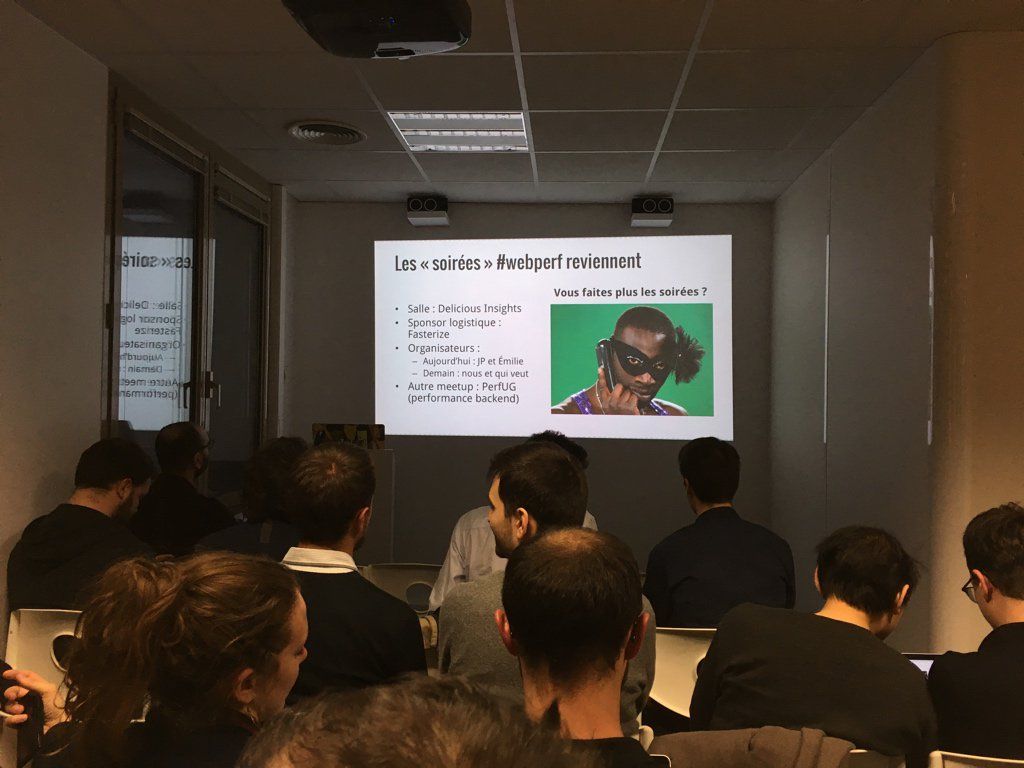 Les « soirées » #webperf reviennent
Vous faites plus les soirées ?
• Salle : Delicious Insights
• Sponsor logistique :
Fasterize
• Organisateurs :
– Aujourd'hui : JP et Émilie
– Demain : nous et qui veut
• Autre meetup : PerfUG
(performance backend)